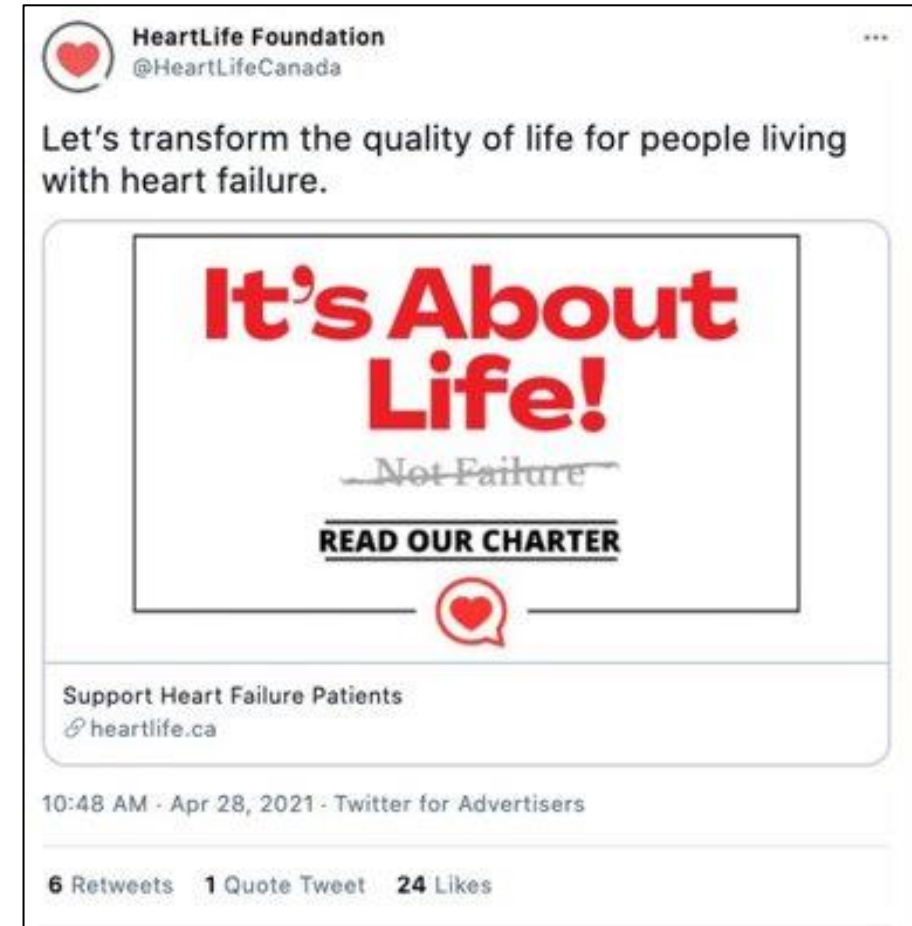 HeartLife Foundation
@HeartLifeCanada
Let's transform the quality of life for people living
with heart failure.
It's About
Life!
Not Failure
READ OUR CHARTER
Support Heart Failure Patients
heartlife.ca
10:48 AM · Apr 28, 2021 · Twitter for Advertisers
6 Retweets 1 Quote Tweet 24 Likes